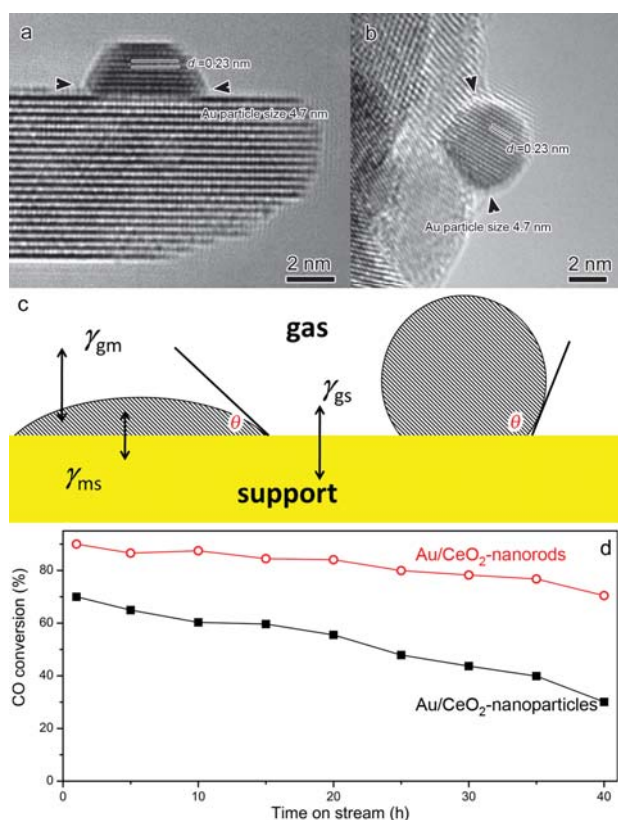 a
d=0.23 nm
Au particle size 4.7 nm
2 nm
b
d=0.23 nm
Au particle size 4.7 nm
2 nm
c
gas
γgm
γgs
θ
θ
γms
support
d
Au/CeO₂-nanorods
Au/CeO₂-nanoparticles
CO conversion (%)
80
60
40
20
0
0 10 20 30 40
Time on stream (h)